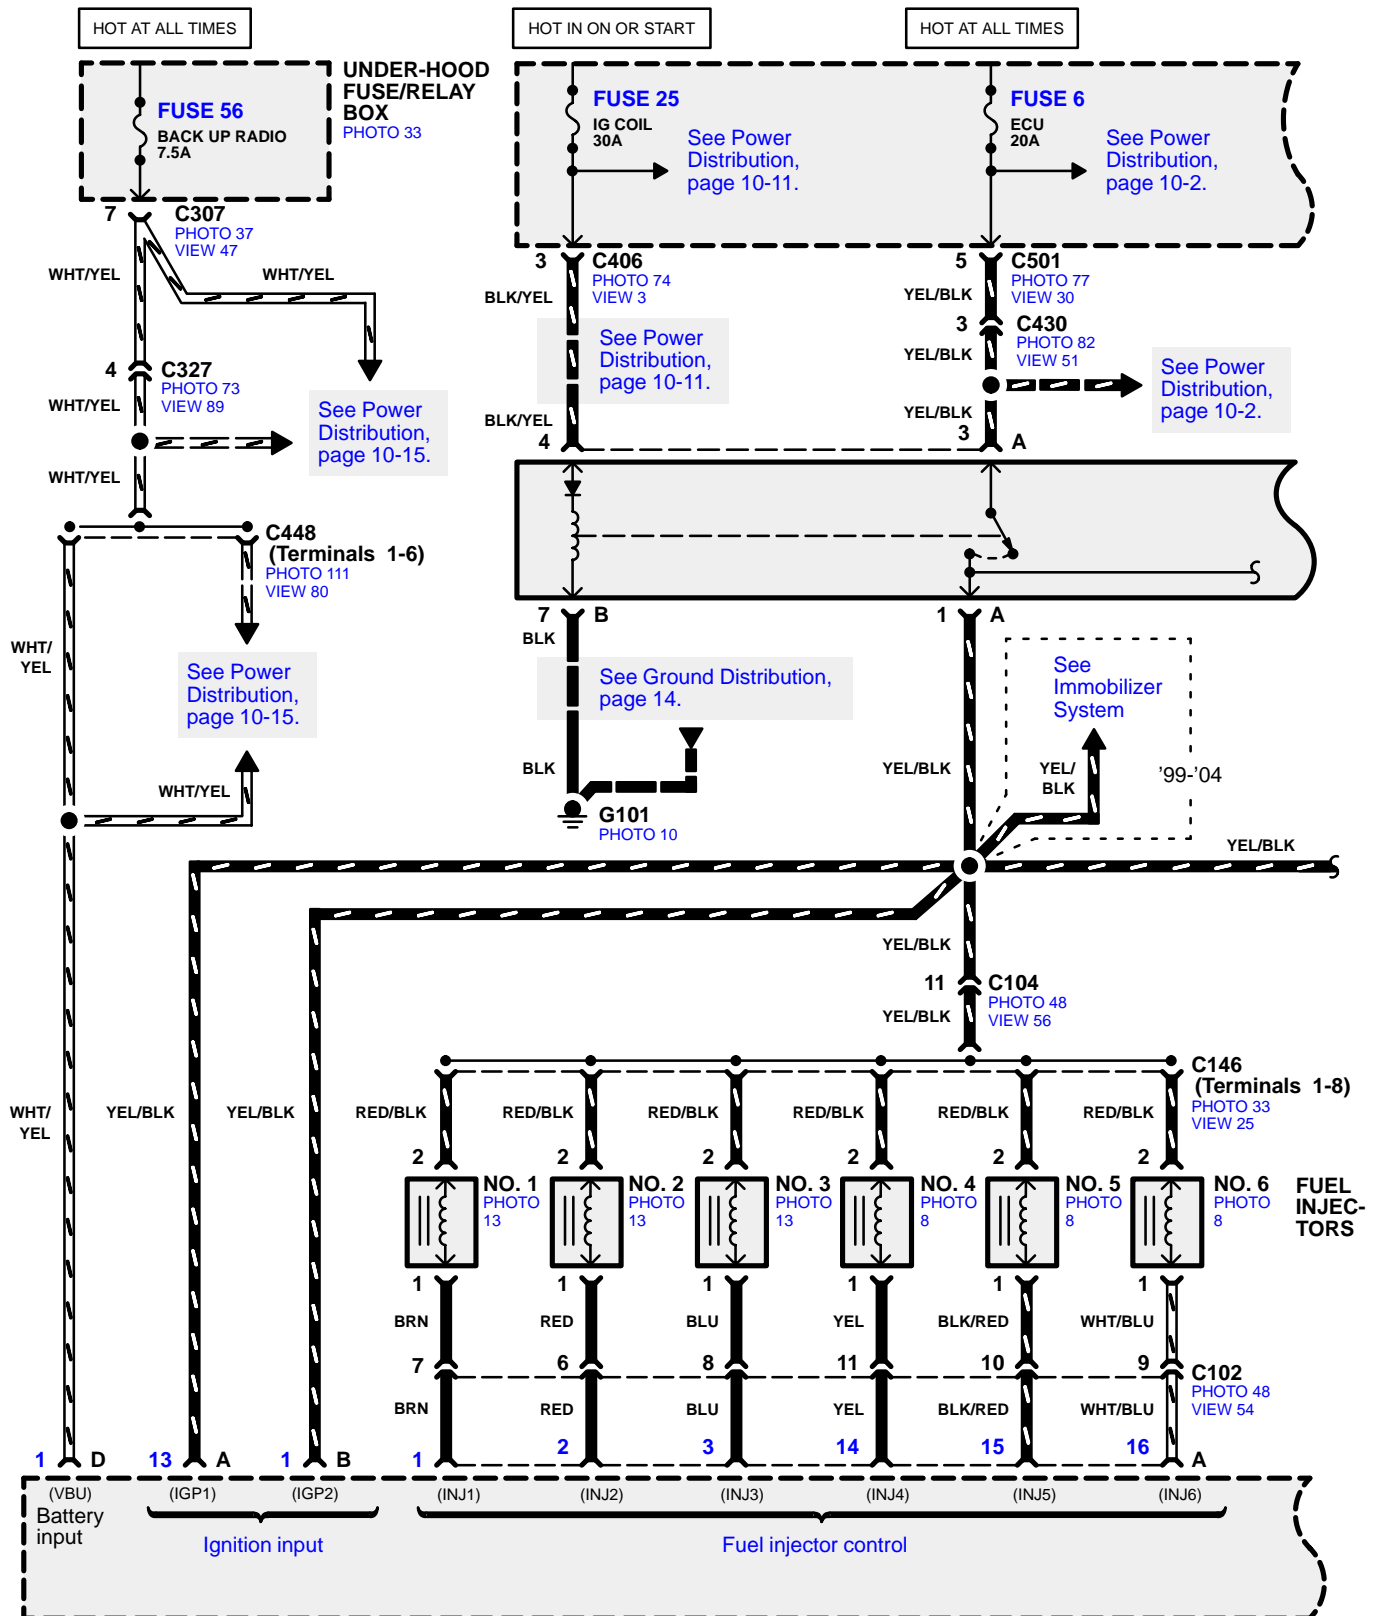 HOT AT ALL TIMES
HOT IN ON OR START
HOT AT ALL TIMES
UNDER-HOOD
FUSE/RELAY
BOX
PHOTO 33
FUSE 56
BACK UP RADIO
7.5A
FUSE 25
IG COIL
30A
See Power
Distribution,
page 10-11.
FUSE 6
ECU
20A
See Power
Distribution,
page 10-2.
7
C307
PHOTO 37
VIEW 47
WHT/YEL
WHT/YEL
4
C327
PHOTO 73
VIEW 89
WHT/YEL
See Power
Distribution,
page 10-15.
WHT/YEL
3
C406
PHOTO 74
VIEW 3
BLK/YEL
See Power
Distribution,
page 10-11.
BLK/YEL
4
5
C501
PHOTO 77
VIEW 30
YEL/BLK
3
C430
PHOTO 82
VIEW 51
YEL/BLK
See Power
Distribution,
page 10-2.
YEL/BLK
3
A
C448
(Terminals 1-6)
PHOTO 111
VIEW 80
WHT/
YEL
See Power
Distribution,
page 10-15.
WHT/YEL
7
B
BLK
See Ground Distribution,
page 14.
BLK
G101
PHOTO 10
1
A
See
Immobilizer
System
YEL/BLK
YEL/
BLK
'99-'04
YEL/BLK
YEL/BLK
11
C104
PHOTO 48
VIEW 56
YEL/BLK
C146
(Terminals 1-8)
PHOTO 33
VIEW 25
WHT/
YEL
YEL/BLK
YEL/BLK
RED/BLK
RED/BLK
RED/BLK
RED/BLK
RED/BLK
RED/BLK
2
2
2
2
2
2
NO. 1
PHOTO
13
NO. 2
PHOTO
13
NO. 3
PHOTO
13
NO. 4
PHOTO
8
NO. 5
PHOTO
8
NO. 6
PHOTO
8
FUEL
INJEC-
TORS
1
1
1
1
1
1
BRN
RED
BLU
YEL
BLK/RED
WHT/BLU
7
6
8
11
10
9
C102
PHOTO 48
VIEW 54
BRN
RED
BLU
YEL
BLK/RED
WHT/BLU
1
D
13
A
1
B
1
2
3
14
15
16
A
(VBU)
(IGP1)
(IGP2)
(INJ1)
(INJ2)
(INJ3)
(INJ4)
(INJ5)
(INJ6)
Battery
input
Ignition input
Fuel injector control